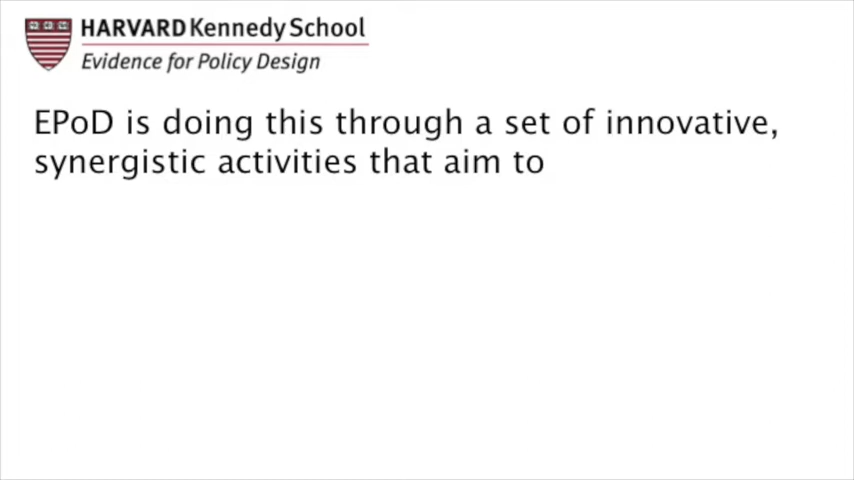 HARVARD Kennedy School
Evidence for Policy Design
EPoD is doing this through a set of innovative,
synergistic activities that aim to